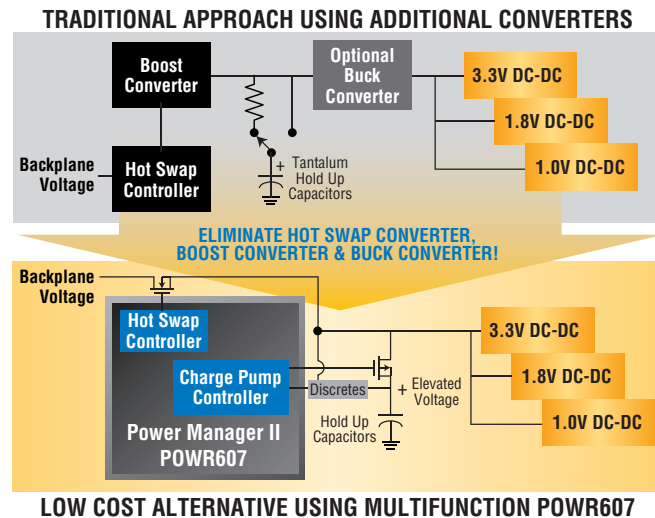 TRADITIONAL APPROACH USING ADDITIONAL CONVERTERS
Boost
Converter
Optional
Buck
Converter
3.3V DC-DC
1.8V DC-DC
1.0V DC-DC
Backplane
Voltage
Hot Swap
Controller
+ Tantalum
Hold Up
Capacitors
ELIMINATE HOT SWAP CONVERTER,
BOOST CONVERTER & BUCK CONVERTER!
Backplane
Voltage
Hot Swap
Controller
Charge Pump
Controller
Discretes
+ Elevated
Voltage
Hold Up
Capacitors
Power Manager II
POWR607
3.3V DC-DC
1.8V DC-DC
1.0V DC-DC
LOW COST ALTERNATIVE USING MULTIFUNCTION POWR607